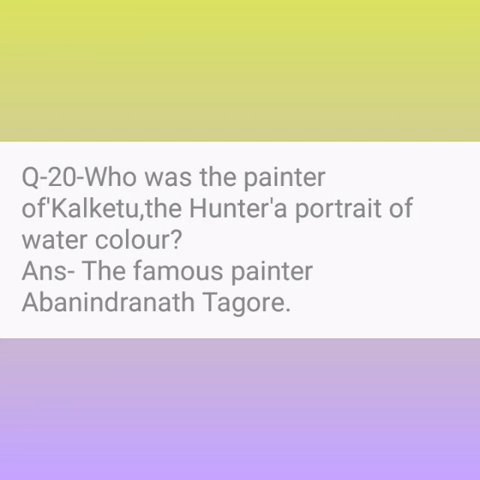 Q-20-Who was the painter
of'Kalketu,the Hunter'a portrait of
water colour?
Ans- The famous painter
Abanindranath Tagore.